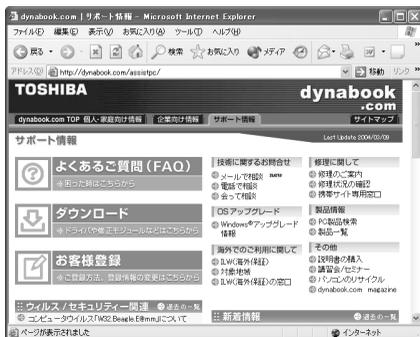 dynabook.com | サポート情報 - Microsoft Internet Explorer
ファイル(F) 編集(E) 表示(V) お気に入り(A) ツール(T) ヘルプ(H)
戻る 検索 お気に入り メディア
アドレス(D) http://dynabook.com/assistpc/ 移動 リンク
TOSHIBA
dynabook
.com
dynabook.com TOP 個人・家庭向け情報 企業向け情報 サポート情報 サイトマップ
サポート情報
Last Update 2004/03/09
よくあるご質問(FAQ)
困った時はこちらから
ダウンロード
ドライバや修正モジュールなどはこちらから
お客様登録
ご登録方法、登録情報の変更はこちらから
ウィルス/セキュリティー関連 過去の一覧
コンピュータウイルス「W32.Beagle.E@mm」について
技術に関するお問合せ
メールで相談 NEW
電話で相談
会って相談
OSアップグレード
Windows®アップグレード
情報
海外でのご利用に関して
ILW(海外保証)
対象地域
ILW(海外保証)の窓口
修理に関して
修理のご案内
修理状況の確認
携帯サイト専用窓口
製品情報
PC製品検索
製品一覧
その他
説明書の購入
講習会/セミナー
パソコンのリサイクル
dynabook.com magazine
新着情報 過去の一覧
ページが表示されました
インターネット